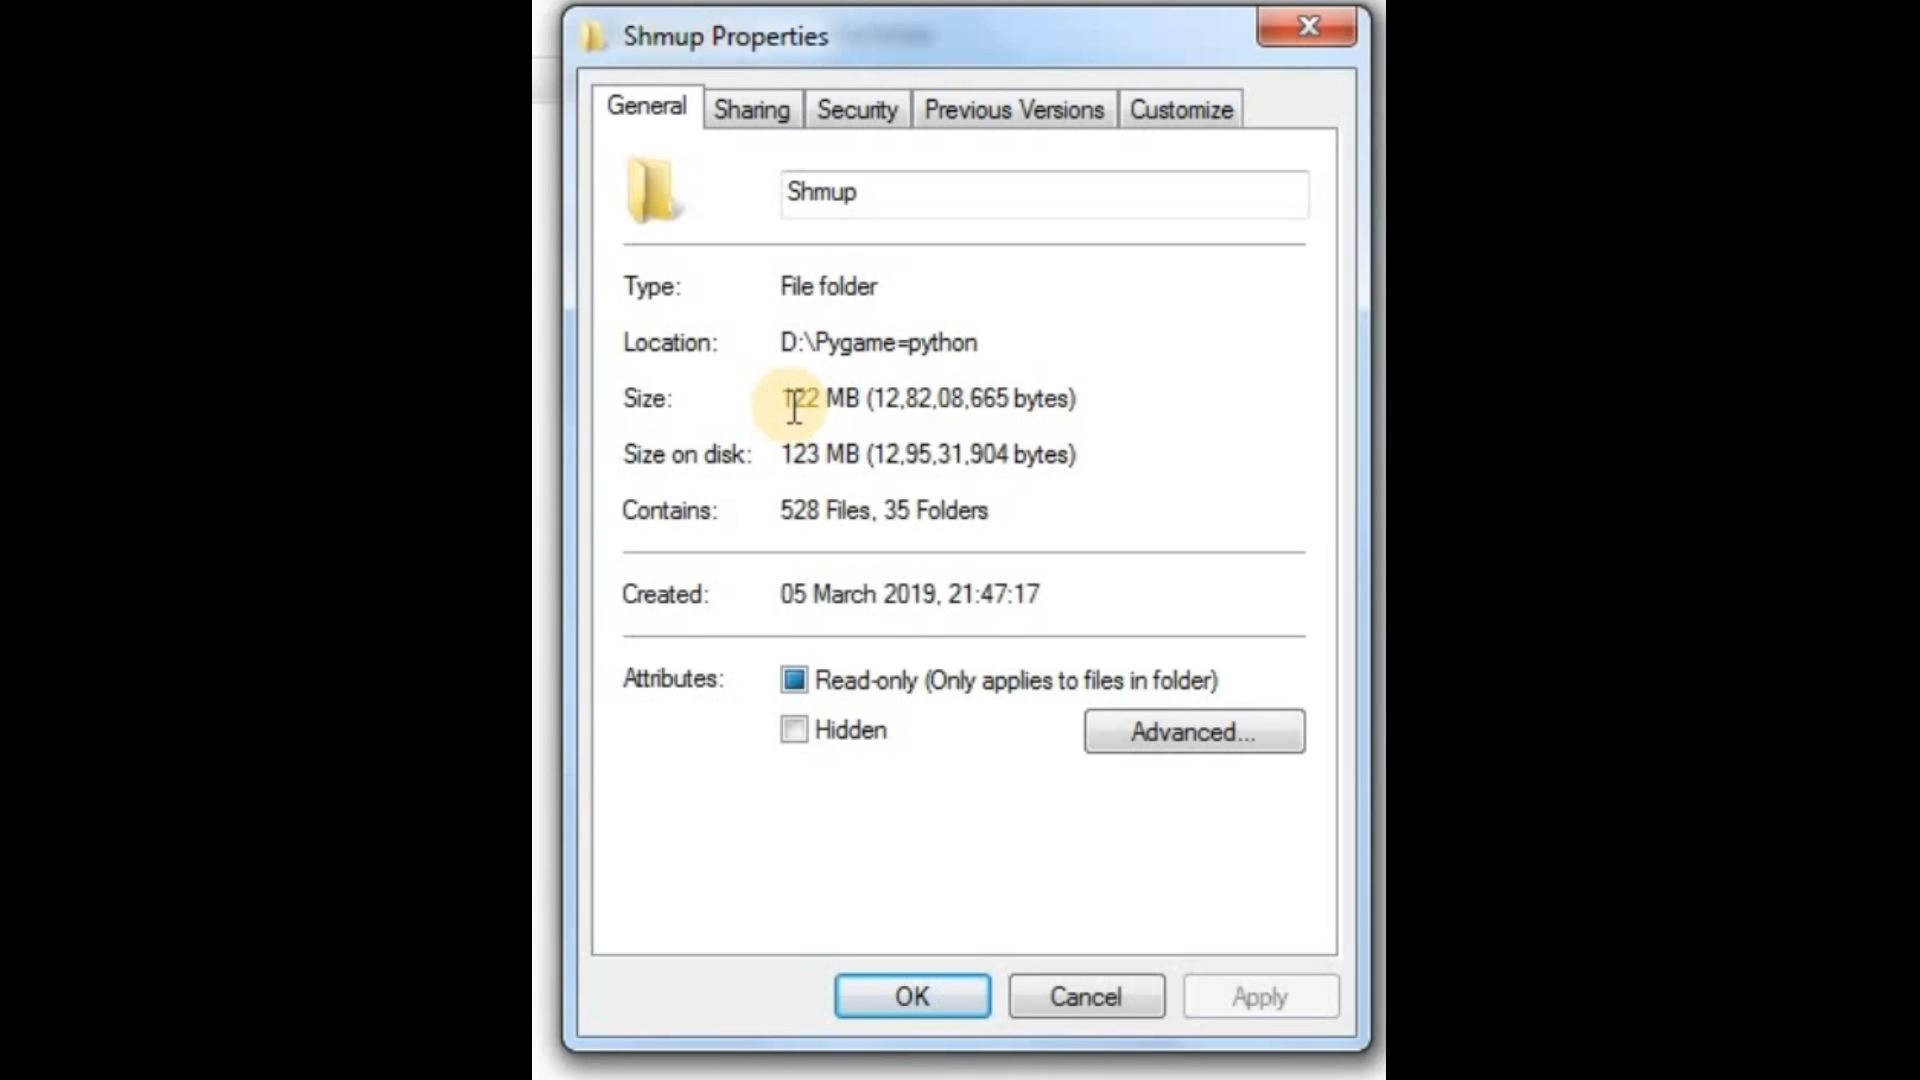 Shmup Properties
General Sharing Security Previous Versions Customize
Shmup
Type: File folder
Location: D:\Pygame=python
Size: 122 MB (12,82,08,665 bytes)
Size on disk: 123 MB (12,95,31,904 bytes)
Contains: 528 Files, 35 Folders
Created: 05 March 2019, 21:47:17
Attributes: Read-only (Only applies to files in folder)
Hidden Advanced...
OK Cancel Apply